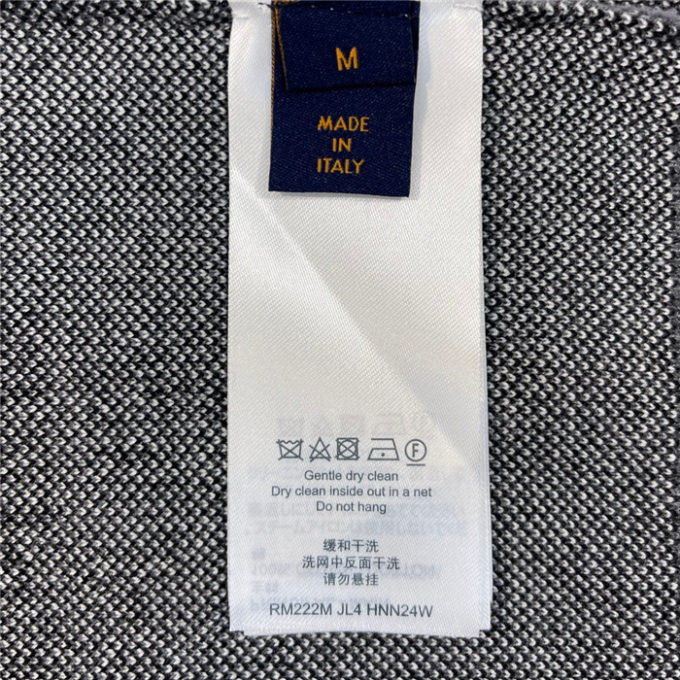 M
MADE
IN
ITALY
F
Gentle dry clean
Dry clean inside out in a net
Do not hang
缓和干洗
洗网中反面干洗
请勿悬挂
RM222M JL4 HNN24W